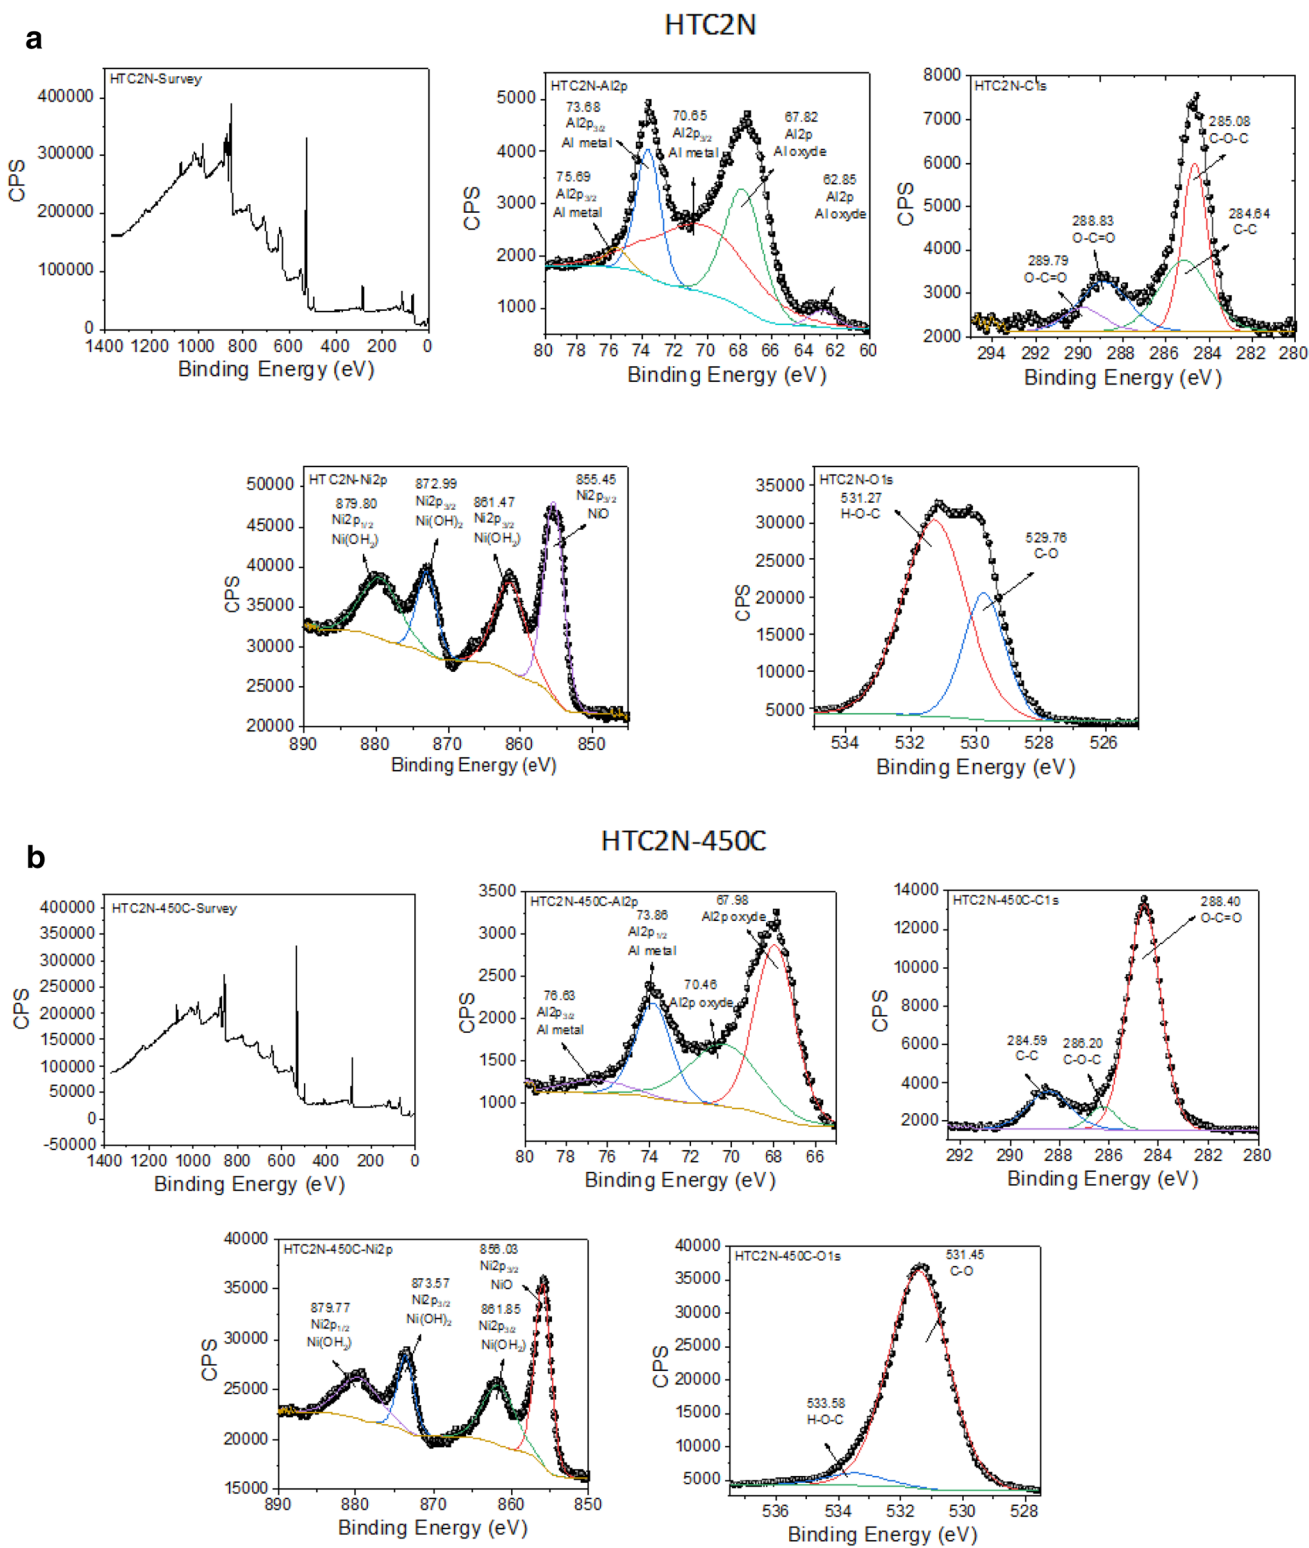 a
HTC2N
HTC2N-Survey
CPS
400000
300000
200000
100000
0
1400 1200 1000 800 600 400 200 0
Binding Energy (eV)
HTC2N-Al2p
73.68
Al2p3/2
Al metal
70.65
Al2p3/2
Al metal
67.82
Al2p
Al oxyde
75.69
Al2p3/2
Al metal
62.85
Al2p
Al oxyde
CPS
5000
4000
3000
2000
1000
80 78 76 74 72 70 68 66 64 62 60
Binding Energy (eV)
HTC2N-C1s
285.08
C-O-C
284.64
C-C
288.83
O-C=O
289.79
O-C=O
CPS
8000
7000
6000
5000
4000
3000
2000
294 292 290 288 286 284 282 280
Binding Energy (eV)
HTC2N-Ni2p
879.80
Ni2p1/2
Ni(OH2)
872.99
Ni2p3/2
Ni(OH)2
861.47
Ni2p3/2
Ni(OH2)
855.45
Ni2p3/2
NiO
CPS
50000
45000
40000
35000
30000
25000
20000
890 880 870 860 850
Binding Energy (eV)
HTC2N-O1s
531.27
H-O-C
529.76
C-O
CPS
35000
30000
25000
20000
15000
10000
5000
534 532 530 528 526
Binding Energy (eV)
b
HTC2N-450C
HTC2N-450C-Survey
CPS
400000
350000
300000
250000
200000
150000
100000
50000
0
-50000
1400 1200 1000 800 600 400 200 0
Binding Energy (eV)
HTC2N-450C-Al2p
73.86
Al2p1/2
Al metal
67.98
Al2p oxyde
76.63
Al2p3/2
Al metal
70.46
Al2p oxyde
CPS
3500
3000
2500
2000
1500
1000
80 78 76 74 72 70 68 66
Binding Energy (eV)
HTC2N-450C-C1s
288.40
O-C=O
284.59
C-C
286.20
C-O-C
CPS
14000
12000
10000
8000
6000
4000
2000
292 290 288 286 284 282 280
Binding Energy (eV)
HTC2N-450C-Ni2p
879.77
Ni2p1/2
Ni(OH2)
873.57
Ni2p3/2
Ni(OH)2
856.03
Ni2p3/2
NiO
861.85
Ni2p3/2
Ni(OH2)
CPS
40000
35000
30000
25000
20000
15000
890 880 870 860 850
Binding Energy (eV)
HTC2N-450C-O1s
531.45
C-O
533.58
H-O-C
CPS
40000
35000
30000
25000
20000
15000
10000
5000
536 534 532 530 528
Binding Energy (eV)